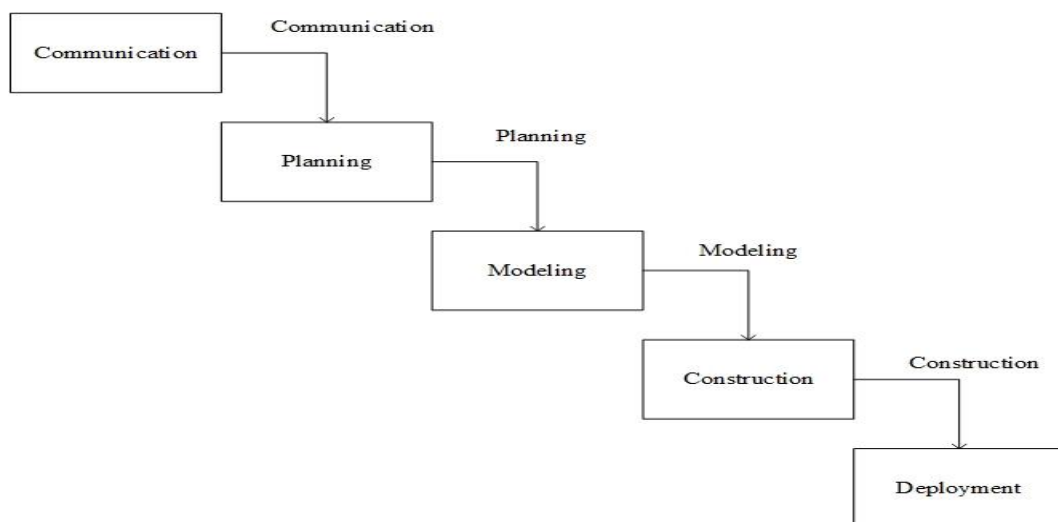 Communication
Communication
Planning
Planning
Modeling
Modeling
Construction
Construction
Deployment